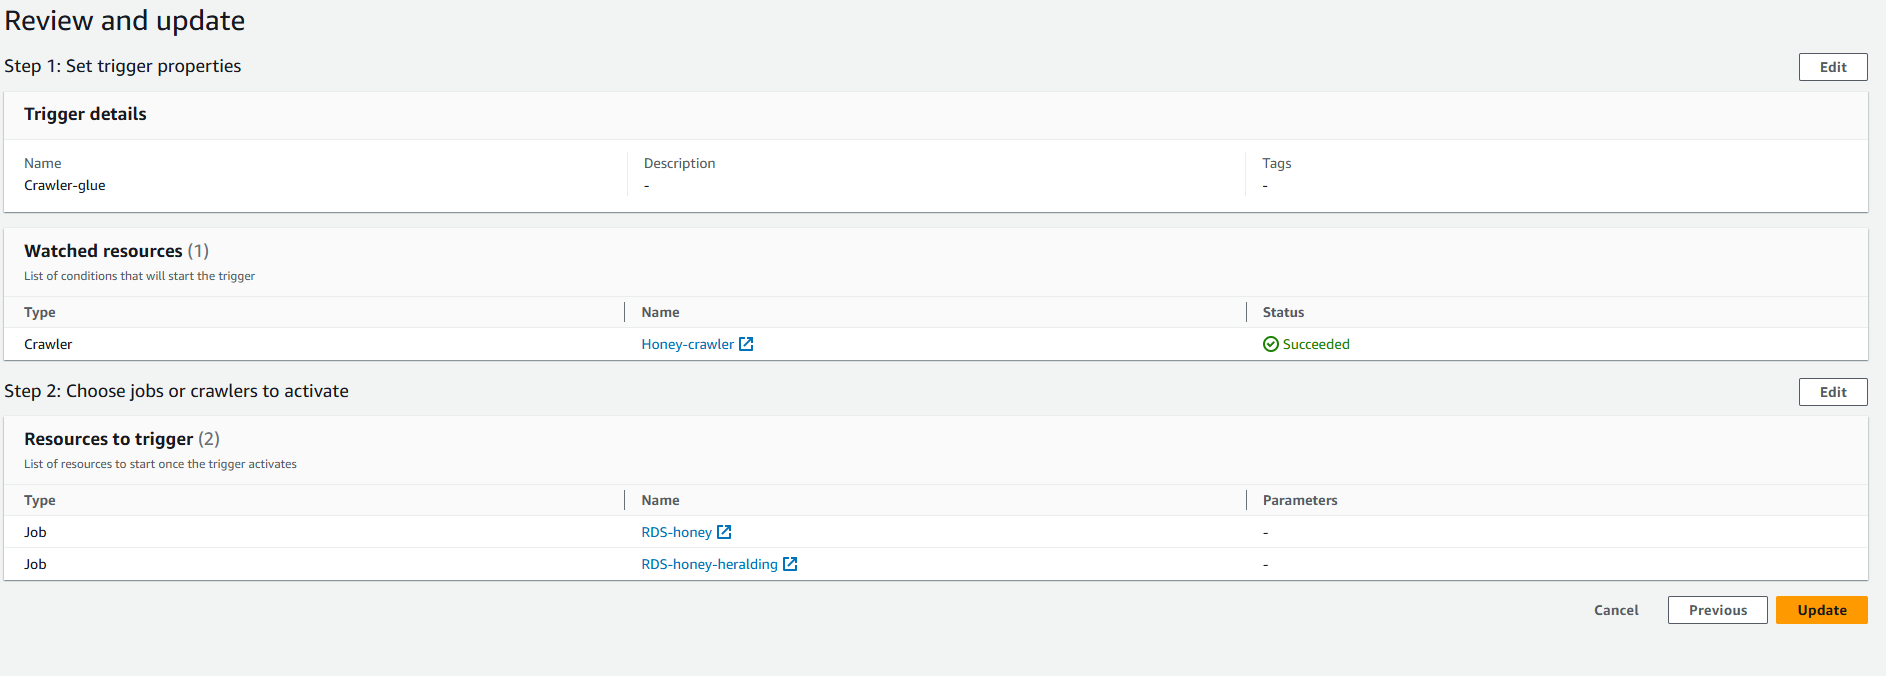 Review and update
Step 1: Set trigger properties
Edit
Trigger details
Name
Description
Tags
Crawler-glue
-
-
Watched resources (1)
List of conditions that will start the trigger
Type
Name
Status
Crawler
Honey-crawler
Succeeded
Step 2: Choose jobs or crawlers to activate
Edit
Resources to trigger (2)
List of resources to start once the trigger activates
Type
Name
Parameters
Job
RDS-honey
-
Job
RDS-honey-heralding
-
Cancel
Previous
Update